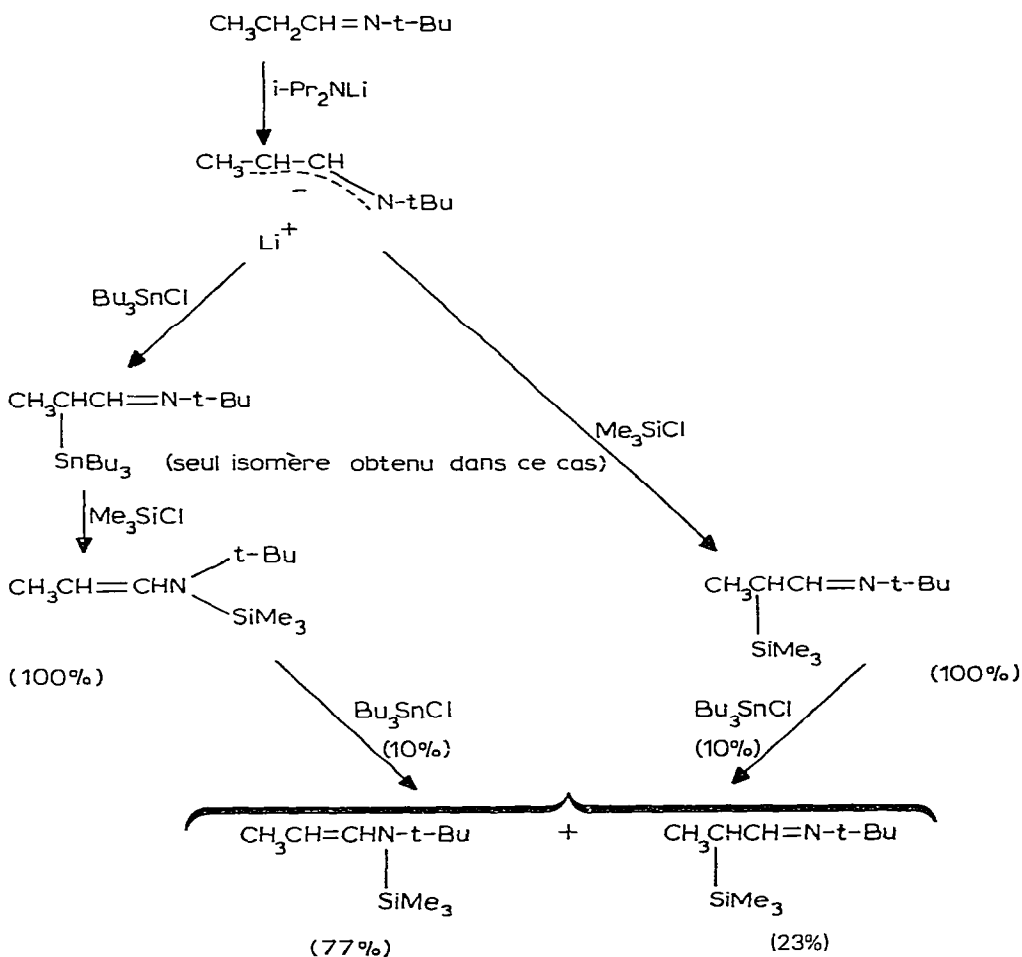 CH₃CH₂CH=N-t-Bu
i-Pr₂NLi
CH₃-CH-CH
− N-tBu
Li⁺
Bu₃SnCl
CH₃CHCH=N-t-Bu
Me₃SiCl
SnBu₃ (seul isomère obtenu dans ce cas)
Me₃SiCl
t-Bu
CH₃CH=CHN
SiMe₃
(100%)
CH₃CHCH=N-t-Bu
SiMe₃
(100%)
Bu₃SnCl
(10%)
Bu₃SnCl
(10%)
CH₃CH=CHN-t-Bu + CH₃CHCH=N-t-Bu
SiMe₃ SiMe₃
(77%) (23%)